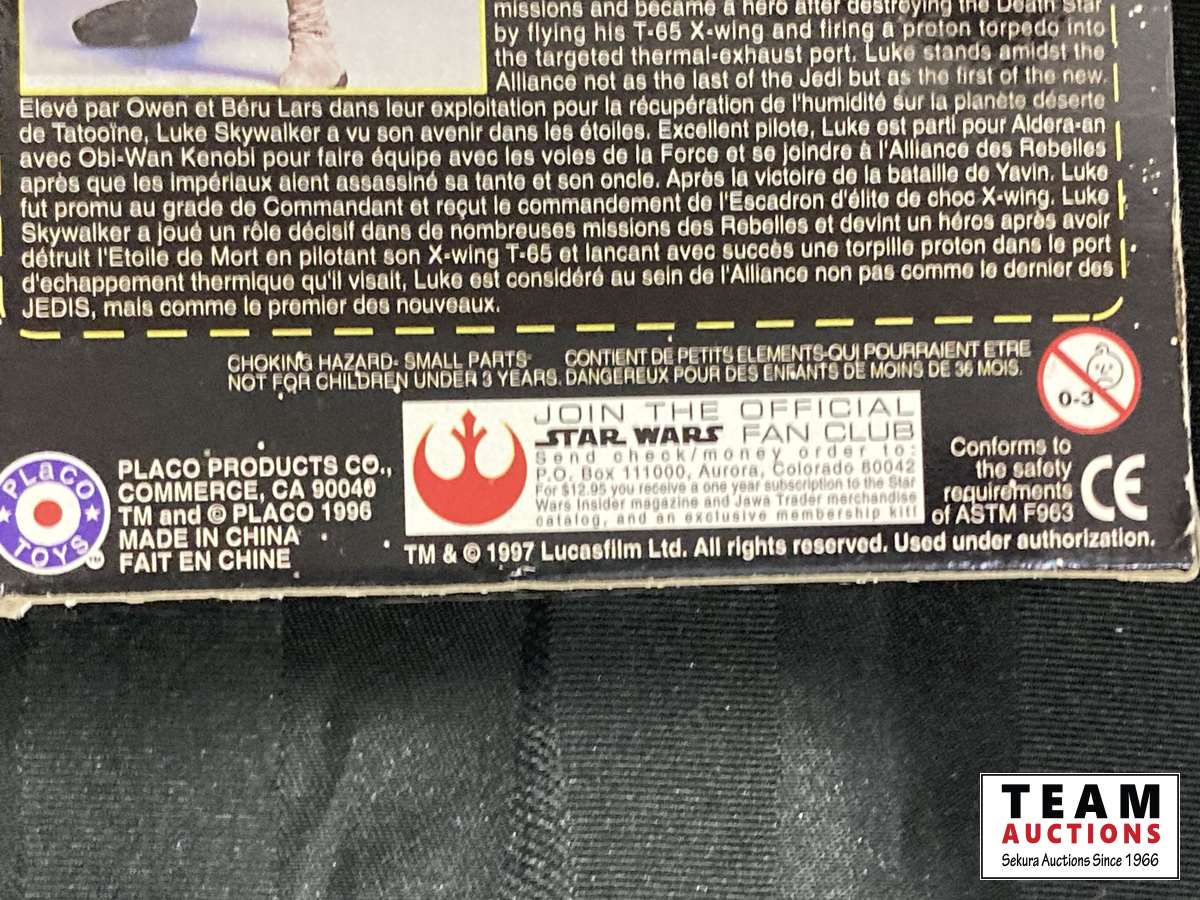 missions and became a hero after destroying the Death Star
by flying his T-65 X-wing and firing a proton torpedo into
the targeted thermal-exhaust port. Luke stands amidst the
Alliance not as the last of the Jedi but as the first of the new.
Elevé par Owen et Béru Lars dans leur exploitation pour la récupération de l'humidité sur la planète déserte
de Tatooïne, Luke Skywalker a vu son avenir dans les étoiles. Excellent pilote, Luke est parti pour Aldera-an
avec Obi-Wan Kenobi pour faire équipe avec les voies de la Force et se joindre à l'Alliance des Rebelles
après que les Impériaux aient assassiné sa tante et son oncle. Après la victoire de la bataille de Yavin. Luke
fut promu au grade de Commandant et reçut le commandement de l'Escadron d'élite de choc X-wing. Luke
Skywalker a joué un rôle décisif dans de nombreuses missions des Rebelles et devint un héros après avoir
détruit l'Etoile de Mort en pilotant son X-wing T-65 et lancant avec succès une torpille proton dans le port
d'echappement thermique qu'il visait, Luke est considéré au sein de l'Alliance non pas comme le dernier des
JEDIS, mais comme le premier des nouveaux.
CHOKING HAZARD- SMALL PARTS
NOT FOR CHILDREN UNDER 3 YEARS.
CONTIENT DE PETITS ELEMENTS QUI POURRAIENT ETRE
DANGEREUX POUR DES ENFANTS DE MOINS DE 36 MOIS.
0-3
PLACO
TOYS
PLACO PRODUCTS CO.,
COMMERCE, CA 90040
TM and © PLACO 1996
MADE IN CHINA
FAIT EN CHINE
JOIN THE OFFICIAL
STAR WARS FAN CLUB
Send check/money order to:
P.O. Box 111000, Aurora, Colorado 80042
For $12.95 you receive a one year subscription to the Star
Wars Insider magazine and Jawa Trader merchandise
catalog, and an exclusive membership kit!
Conforms to
the safety
requirements
of ASTM F963
CE
TM & © 1997 Lucasfilm Ltd. All rights reserved. Used under authorization.
TEAM
AUCTIONS
Sekura Auctions Since 1966